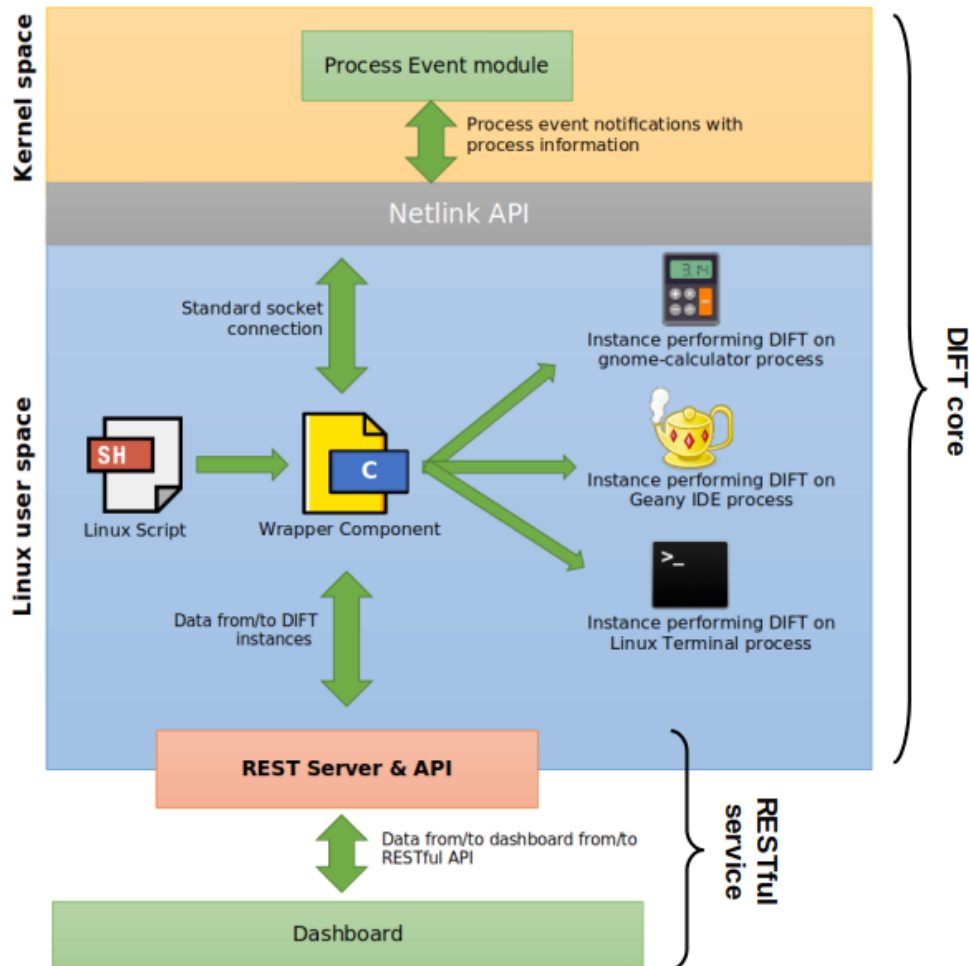 Kernel space
Process Event module
Process event notifications with
process information
Netlink API
Linux user space
Standard socket
connection
3.14
Instance performing DIFT on
gnome-calculator process
SH
Linux Script
C
Wrapper Component
Instance performing DIFT on
Geany IDE process
>_
Instance performing DIFT on
Linux Terminal process
Data from/to DIFT
instances
DIFT core
REST Server & API
Data from/to dashboard from/to
RESTful API
RESTful
service
Dashboard